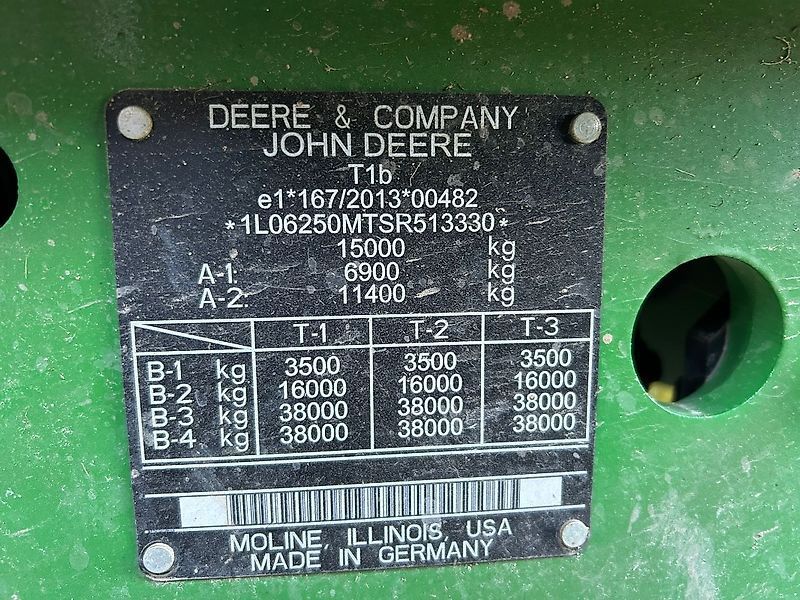 DEERE & COMPANY
JOHN DEERE
T1b
e1*167/2013*00482
*1L06250MTSR513330*
15000 kg
A-1: 6900 kg
A-2: 11400 kg
T-1 T-2 T-3
B-1 kg 3500 3500 3500
B-2 kg 16000 16000 16000
B-3 kg 38000 38000 38000
B-4 kg 38000 38000 38000
MOLINE, ILLINOIS, USA
MADE IN GERMANY